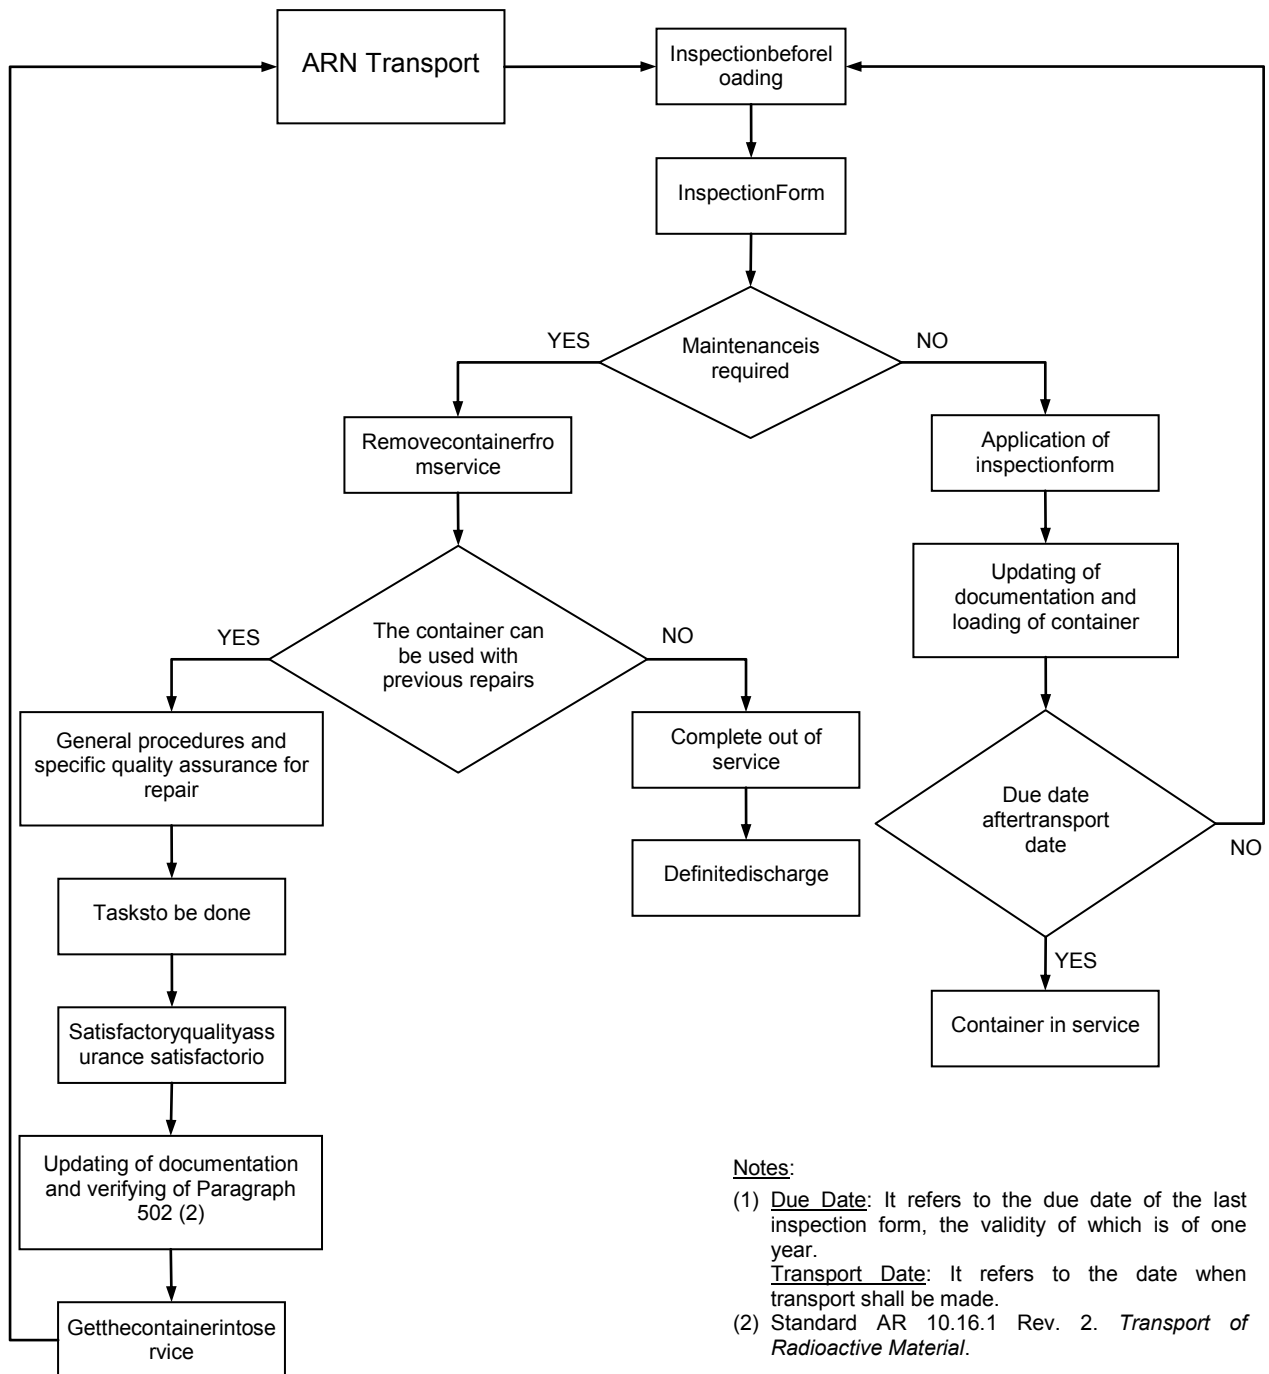 ARN Transport
Inspectionbeforel
oading
InspectionForm
YES
Maintenanceis
required
NO
Removecontainerfro
mservice
Application of
inspectionform
Updating of
documentation and
loading of container
YES
The container can
be used with
previous repairs
NO
General procedures and
specific quality assurance for
repair
Complete out of
service
Due date
aftertransport
date
NO
Definitedischarge
Tasksto be done
YES
Satisfactoryqualityass
urance satisfactorio
Container in service
Updating of documentation
and verifying of Paragraph
502 (2)
Getthecontainerintose
rvice
Notes:
(1) Due Date: It refers to the due date of the last
inspection form, the validity of which is of one
year.
Transport Date: It refers to the date when
transport shall be made.
(2) Standard AR 10.16.1 Rev. 2. Transport of
Radioactive Material.